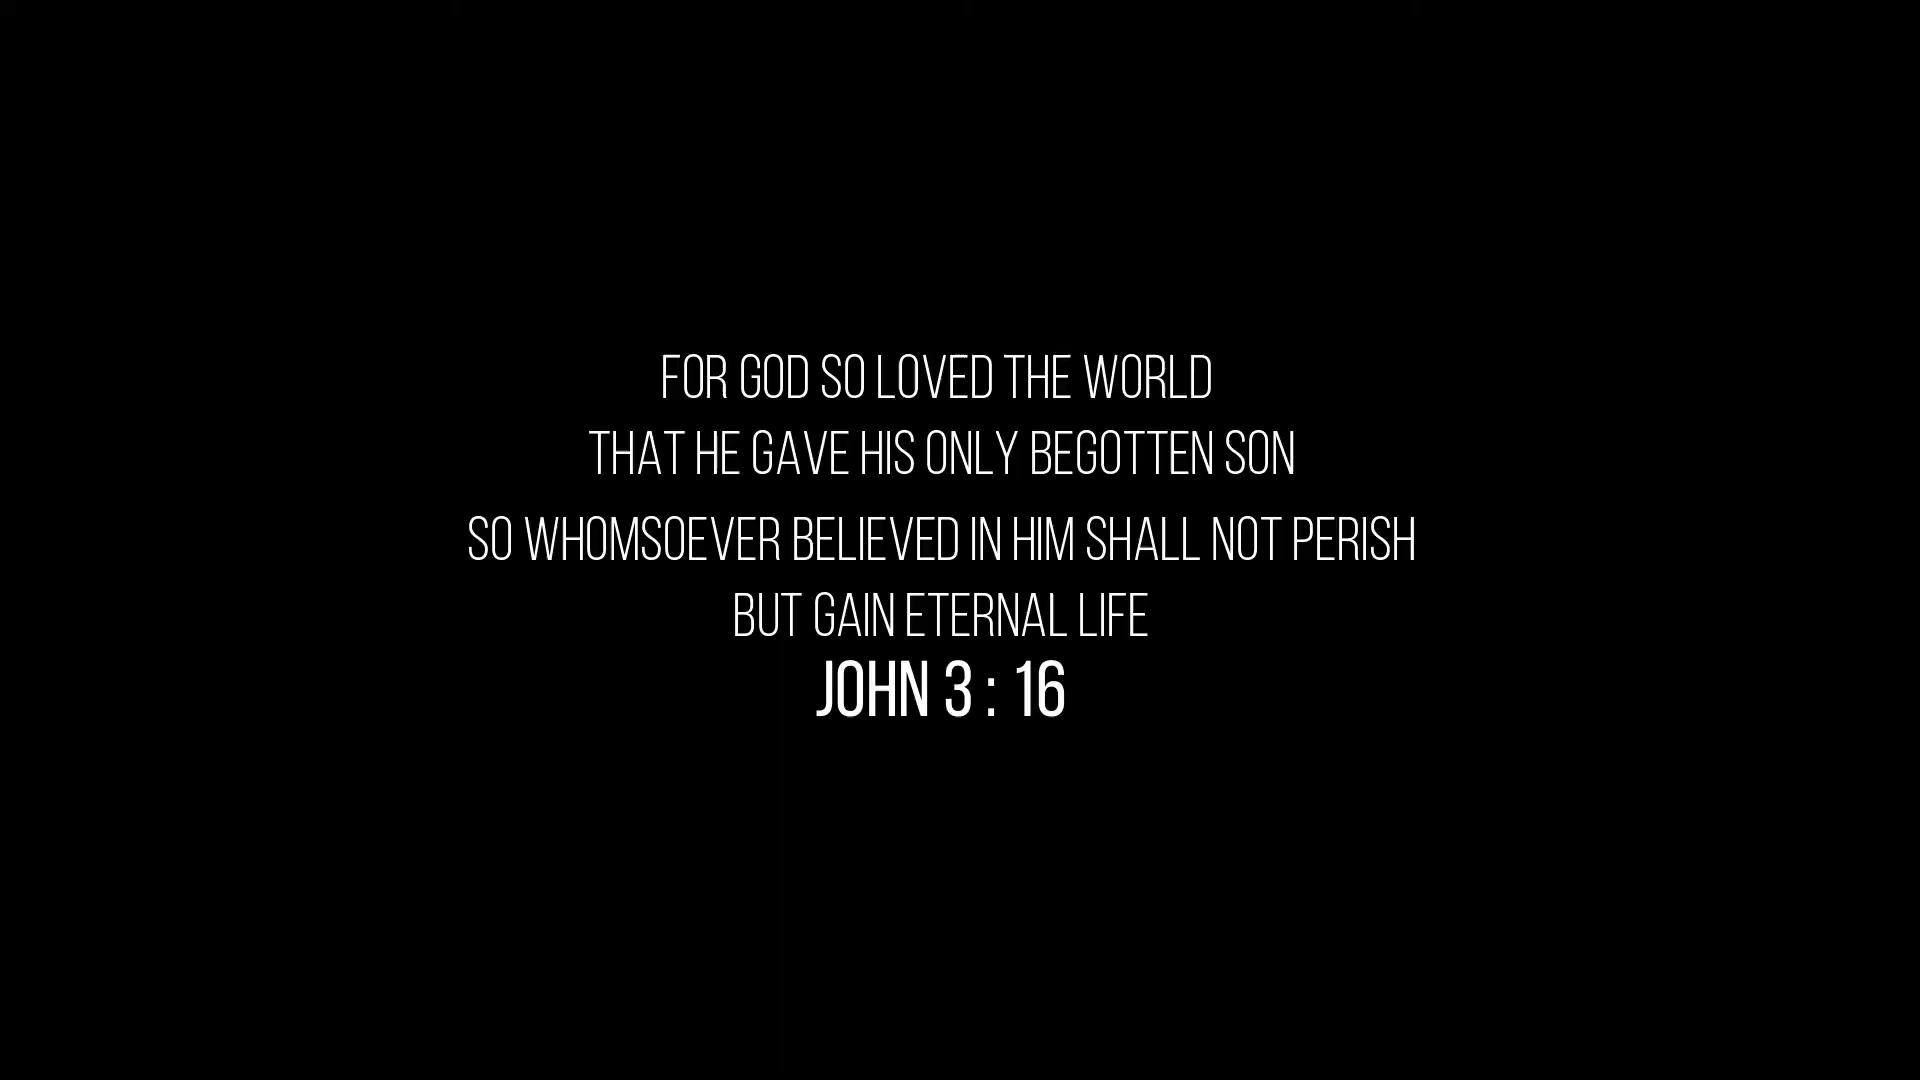 FOR GOD SO LOVED THE WORLD
THAT HE GAVE HIS ONLY BEGOTTEN SON
SO WHOMSOEVER BELIEVED IN HIM SHALL NOT PERISH
BUT GAIN ETERNAL LIFE
JOHN 3 : 16